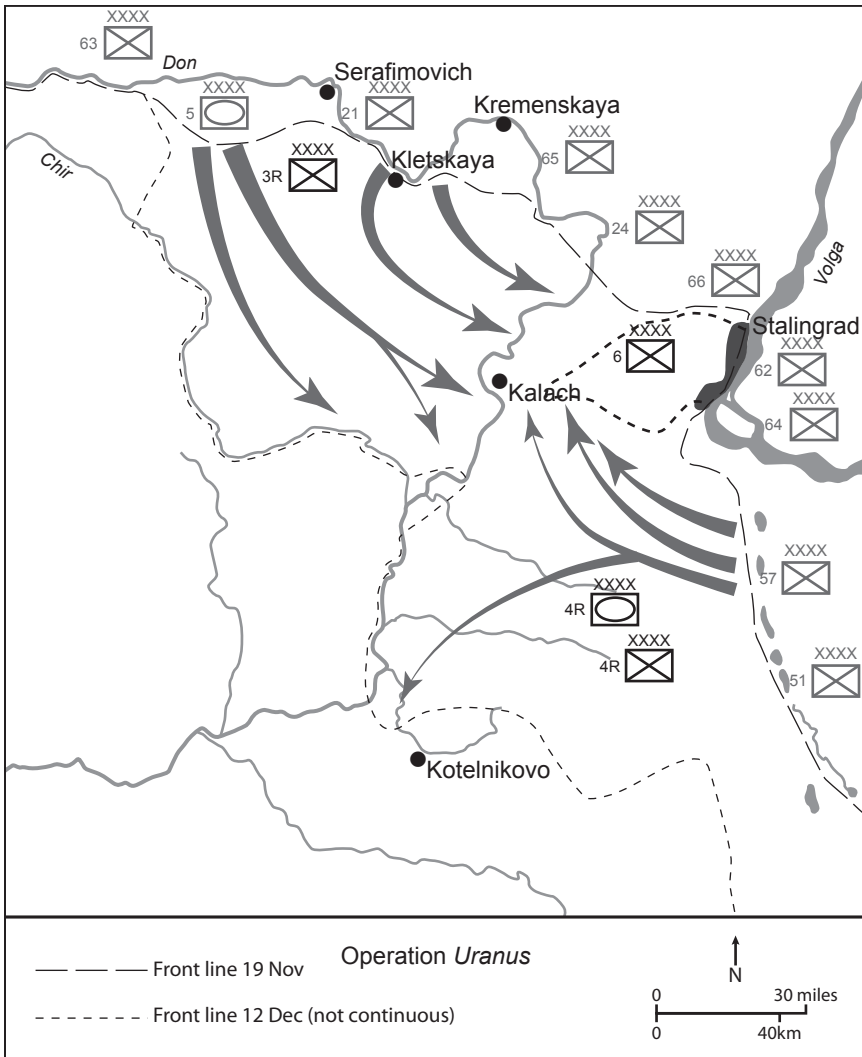 XXXX
63
Don
Serafimovich
XXXX
5
XXXX
21
Kremenskaya
XXXX
65
Chir
XXXX
3R
Kletskaya
XXXX
24
XXXX
66
Volga
Stalingrad
XXXX
6
XXXX
62
Kalach
XXXX
64
XXXX
57
XXXX
4R
XXXX
4R
XXXX
51
Kotelnikovo
Operation Uranus
Front line 19 Nov
Front line 12 Dec (not continuous)
N
0 30 miles
0 40km